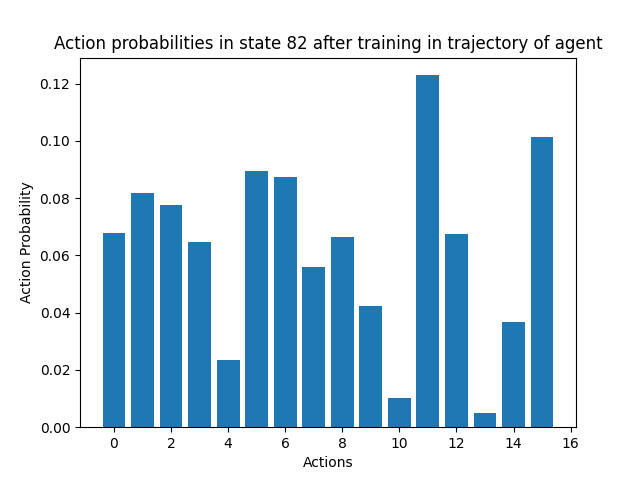 Action probabilities in state 82 after training in trajectory of agent
0.12
0.10
0.08
0.06
0.04
0.02
0.00
Action Probability
0 2 4 6 8 10 12 14 16
Actions